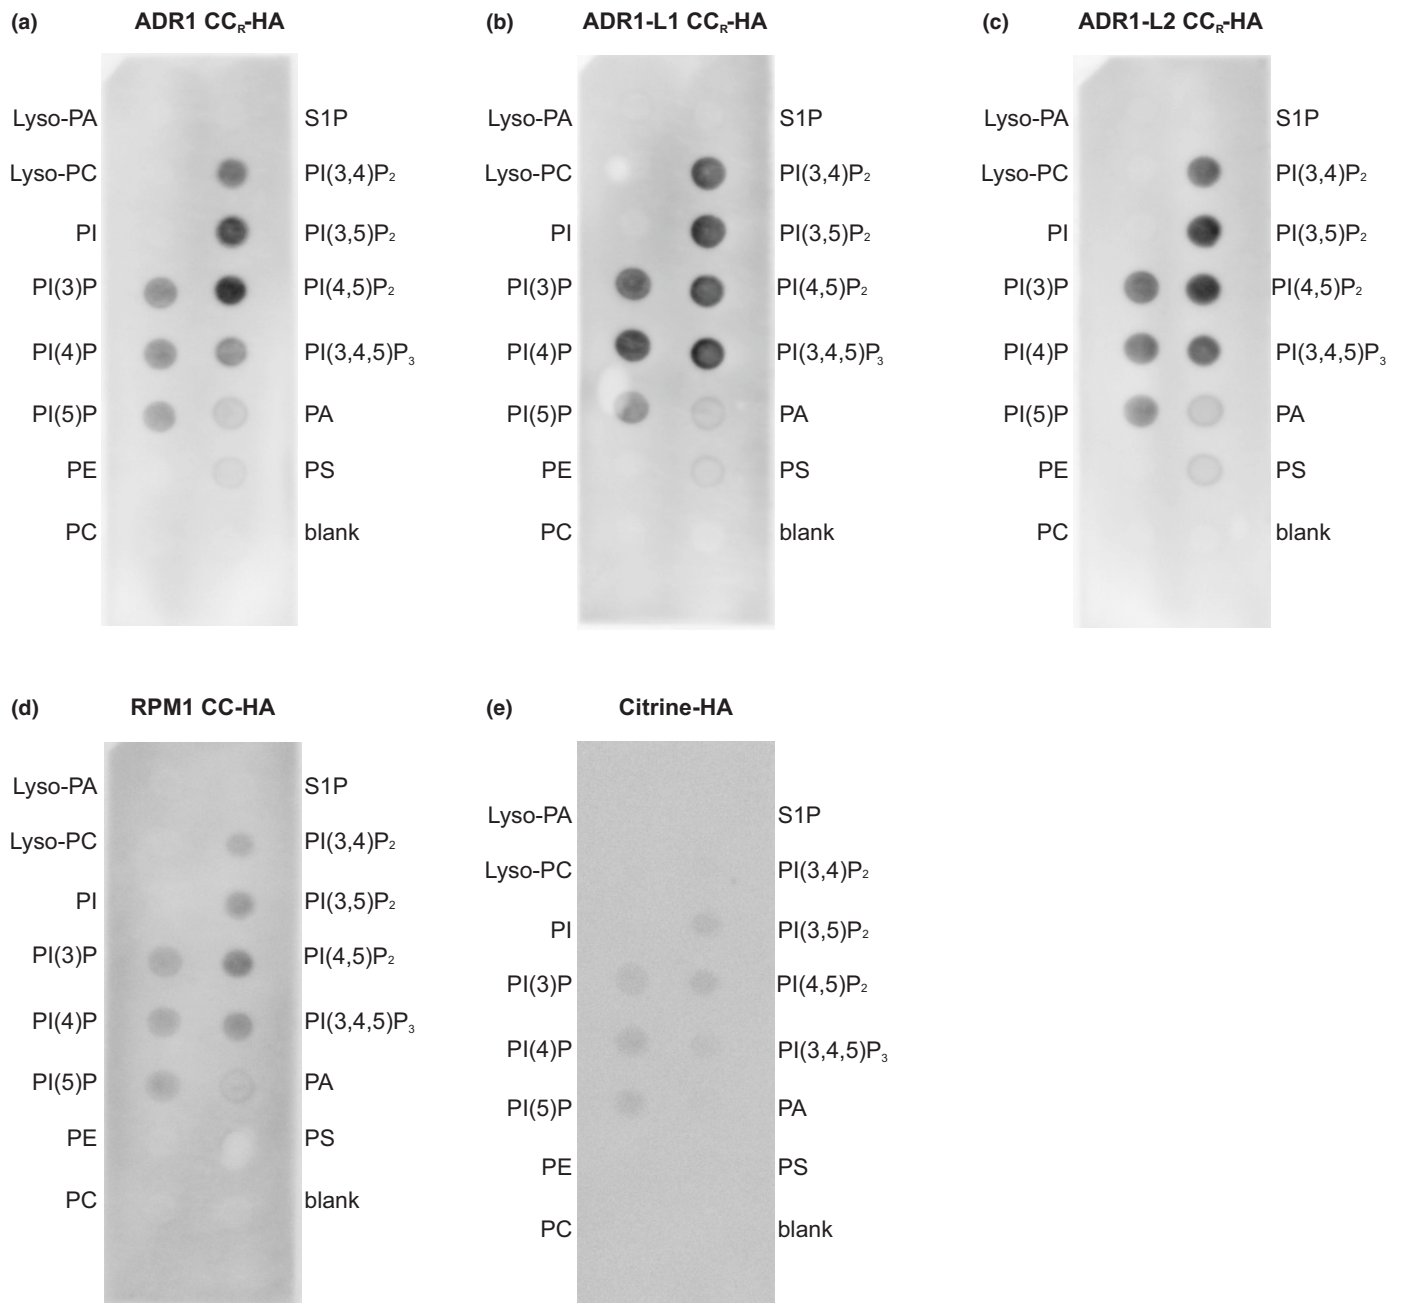 (a) ADR1 CCR-HA
Lyso-PA S1P
Lyso-PC PI(3,4)P2
PI PI(3,5)P2
PI(3)P PI(4,5)P2
PI(4)P PI(3,4,5)P3
PI(5)P PA
PE PS
PC blank
(b) ADR1-L1 CCR-HA
Lyso-PA S1P
Lyso-PC PI(3,4)P2
PI PI(3,5)P2
PI(3)P PI(4,5)P2
PI(4)P PI(3,4,5)P3
PI(5)P PA
PE PS
PC blank
(c) ADR1-L2 CCR-HA
Lyso-PA S1P
Lyso-PC PI(3,4)P2
PI PI(3,5)P2
PI(3)P PI(4,5)P2
PI(4)P PI(3,4,5)P3
PI(5)P PA
PE PS
PC blank
(d) RPM1 CC-HA
Lyso-PA S1P
Lyso-PC PI(3,4)P2
PI PI(3,5)P2
PI(3)P PI(4,5)P2
PI(4)P PI(3,4,5)P3
PI(5)P PA
PE PS
PC blank
(e) Citrine-HA
Lyso-PA S1P
Lyso-PC PI(3,4)P2
PI PI(3,5)P2
PI(3)P PI(4,5)P2
PI(4)P PI(3,4,5)P3
PI(5)P PA
PE PS
PC blank